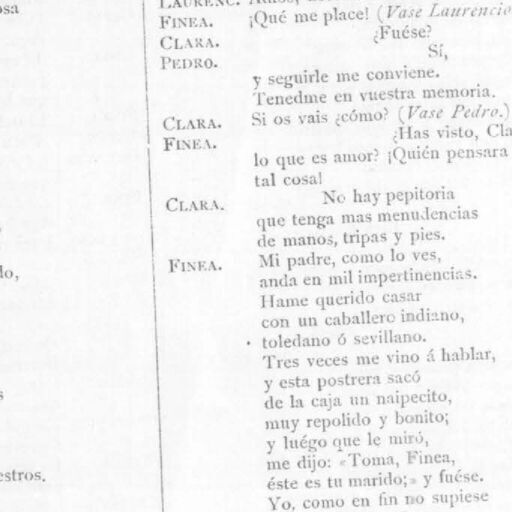 osa
do,
s
estros.
FINEA. ¡Qué me place! (Vase Laurencio
CLARA. ¿Fuése?
PEDRO. Sí,
y seguirle me conviene.
Tenedme en vuestra memoria.
CLARA. Si os vais ¿cómo? (Vase Pedro.)
FINEA. ¿Has visto, Cla
lo que es amor? ¡Quién pensara
tal cosa!
CLARA. No hay pepitoria
que tenga mas menudencias
de manos, tripas y pies.
FINEA. Mi padre, como lo ves,
anda en mil impertinencias.
Hame querido casar
con un caballero indiano,
toledano ó sevillano.
Tres veces me vino á hablar,
y esta postrera sacó
de la caja un naipecito,
muy repolido y bonito;
y luégo que le miró,
me dijo: «Toma, Finea,
éste es tu marido;» y fuése.
Yo, como en fin no supiese